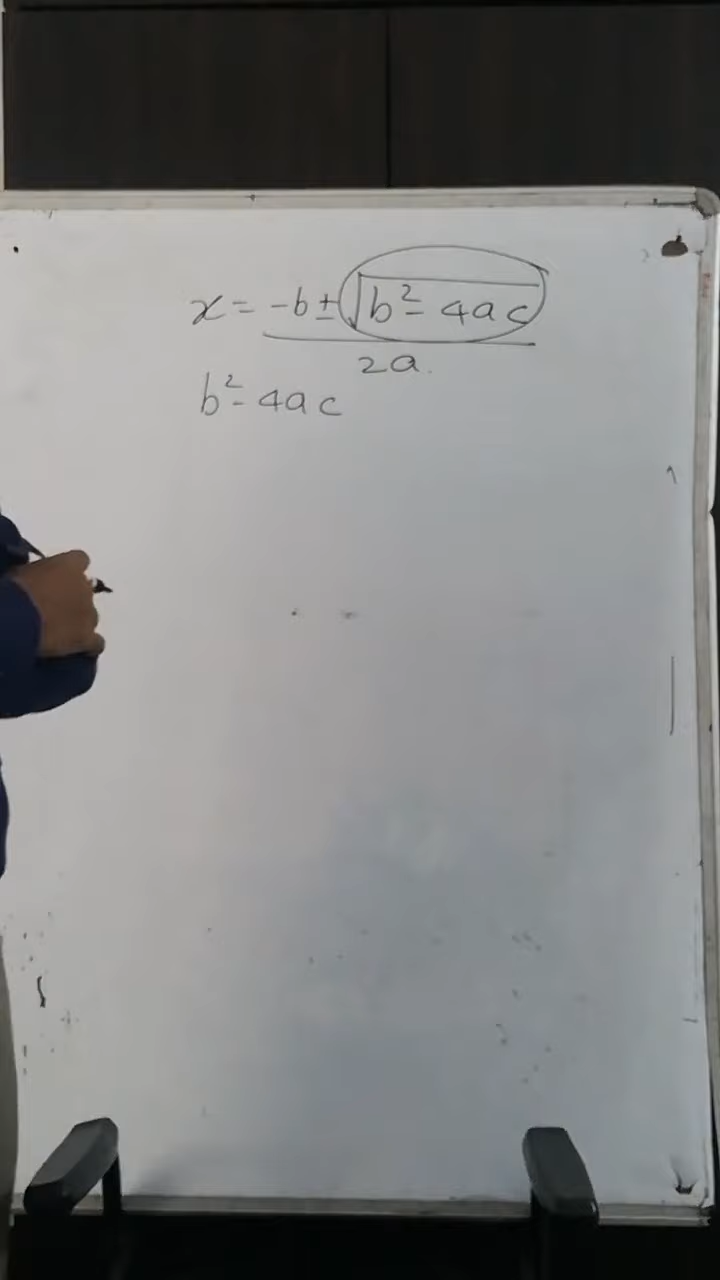 x = -b ± √b² - 4ac
2a.
b² - 4ac